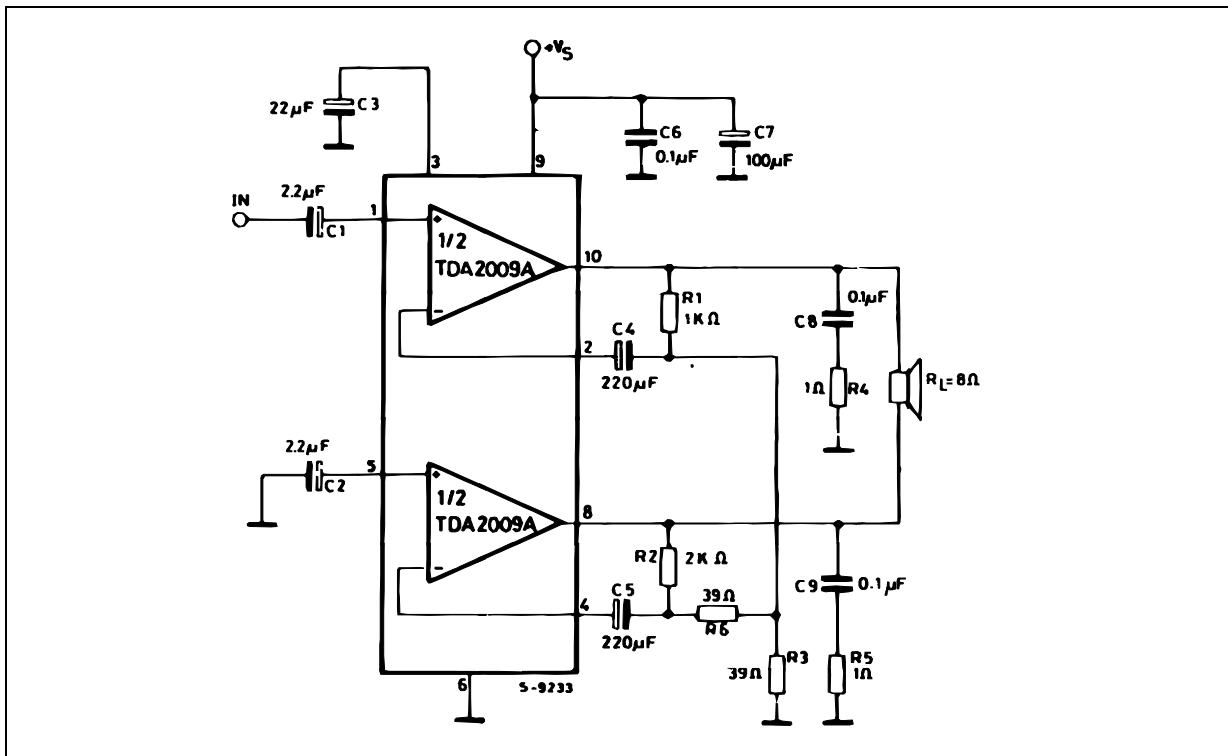 +VS
22µF
C3
C6
0.1µF
C7
100µF
3
9
IN
2.2µF
C1
1
+
1/2
TDA2009A
−
10
R1
1KΩ
0.1µF
C8
2
C4
220µF
1Ω
R4
RL=8Ω
2.2µF
C2
5
+
1/2
TDA2009A
−
8
R2
2KΩ
C9
0.1µF
4
C5
220µF
39Ω
R6
39Ω
R3
R5
1Ω
6
S-9233